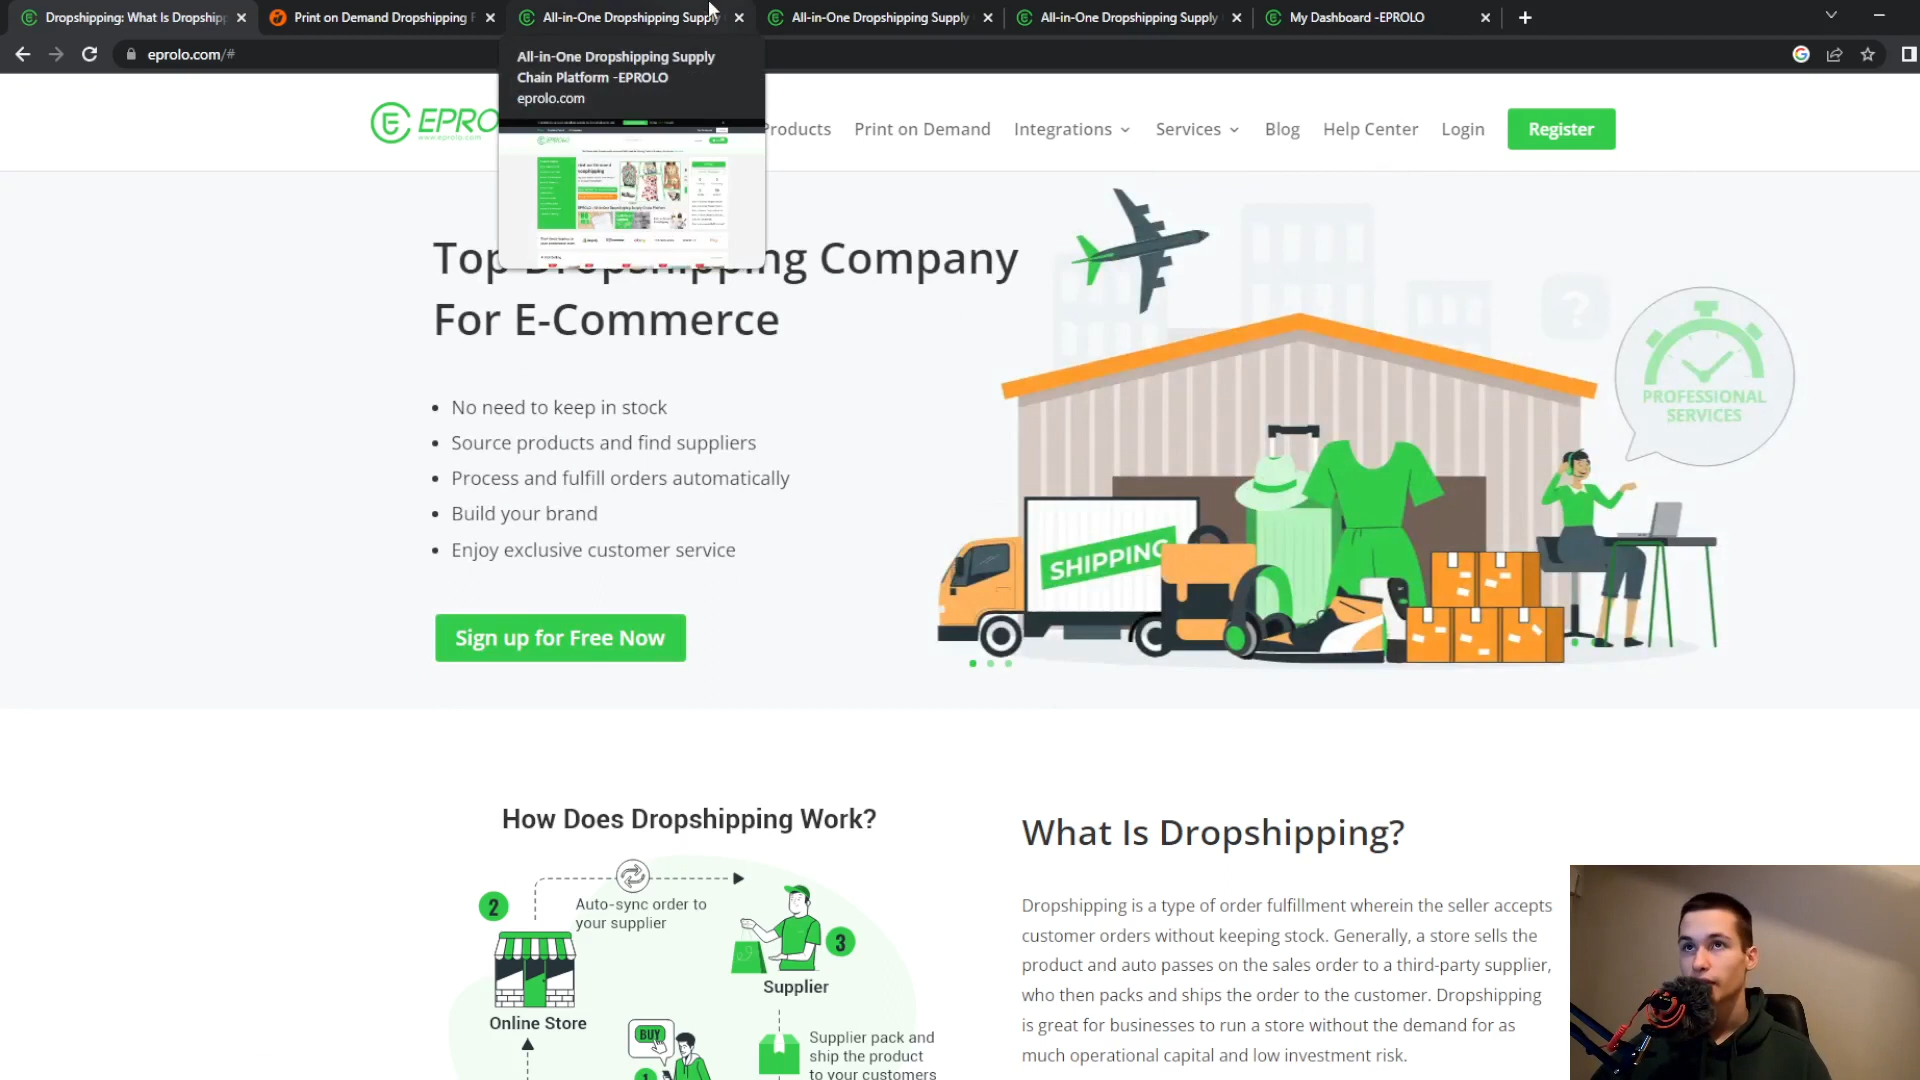 Dropshipping: What Is Dropship
Print on Demand Dropshipping F
All-in-One Dropshipping Supply
All-in-One Dropshipping Supply
All-in-One Dropshipping Supply
My Dashboard -EPROLO
eprolo.com/#
All-in-One Dropshipping Supply
Chain Platform -EPROLO
eprolo.com
EPRO
www.eprolo.com
Products
Print on Demand
Integrations
Services
Blog
Help Center
Login
Register
Top Dropshipping Company
For E-Commerce
No need to keep in stock
Source products and find suppliers
Process and fulfill orders automatically
Build your brand
Enjoy exclusive customer service
Sign up for Free Now
SHIPPING
?
PROFESSIONAL
SERVICES
How Does Dropshipping Work?
2
Auto-sync order to
your supplier
3
Supplier
Online Store
BUY
1
Supplier pack and
ship the product
to your customers
What Is Dropshipping?
Dropshipping is a type of order fulfillment wherein the seller accepts
customer orders without keeping stock. Generally, a store sells the
product and auto passes on the sales order to a third-party supplier,
who then packs and ships the order to the customer. Dropshipping
is great for businesses to run a store without the demand for as
much operational capital and low investment risk.